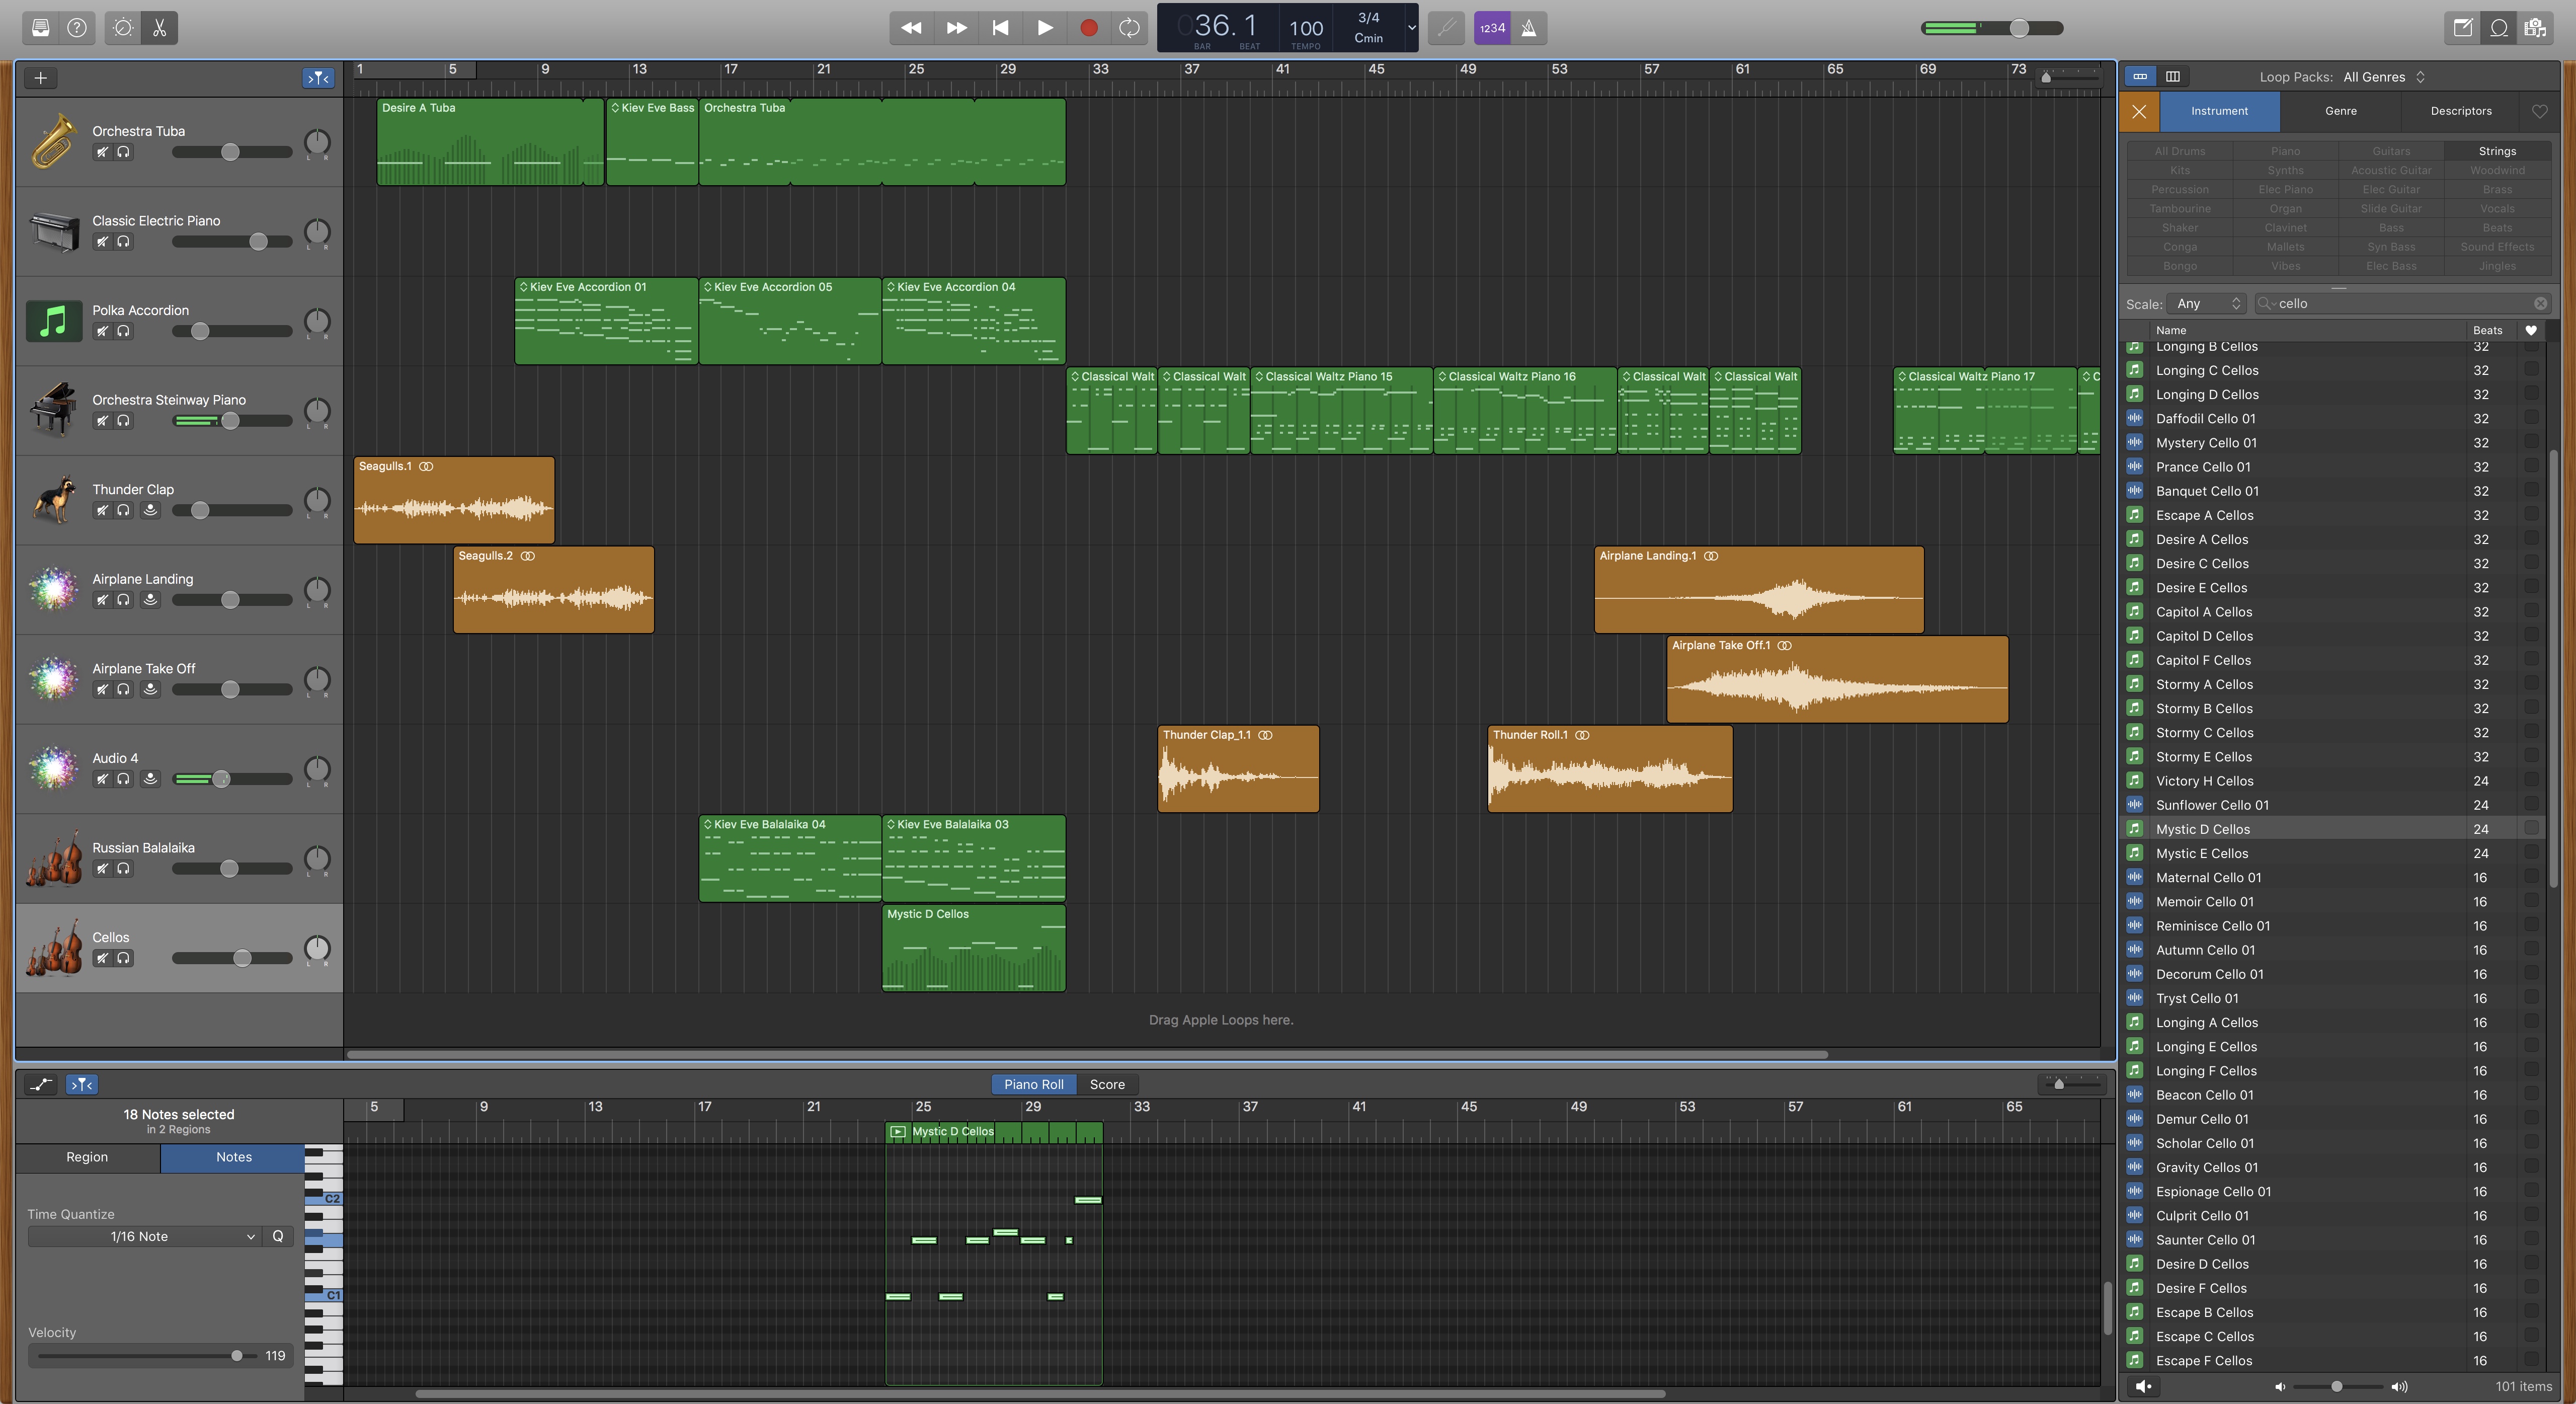 1234
36.1
BAR BEAT
100
TEMPO
3/4
Cmin
1 5 9 13 17 21 25 29 33 37 41 45 49 53 57 61 65 69 73
Orchestra Tuba
L R
Desire A Tuba
Kiev Eve Bass
Orchestra Tuba
Classic Electric Piano
L R
Polka Accordion
L R
Kiev Eve Accordion 01
Kiev Eve Accordion 05
Kiev Eve Accordion 04
Orchestra Steinway Piano
L R
Classical Walt
Classical Walt
Classical Waltz Piano 15
Classical Waltz Piano 16
Classical Walt
Classical Walt
Classical Waltz Piano 17
C
Thunder Clap
L R
Seagulls.1
Airplane Landing
L R
Seagulls.2
Airplane Landing.1
Airplane Take Off
L R
Airplane Take Off.1
Audio 4
L R
Thunder Clap_1.1
Thunder Roll.1
Russian Balalaika
L R
Kiev Eve Balalaika 04
Kiev Eve Balalaika 03
Cellos
L R
Mystic D Cellos
Drag Apple Loops here.
Piano Roll
Score
18 Notes selected
in 2 Regions
5 9 13 17 21 25 29 33 37 41 45 49 53 57 61 65
Mystic D Cellos
Region
Notes
C2
Time Quantize
1/16 Note
Q
C1
Velocity
119
Loop Packs: All Genres
Instrument Genre Descriptors
All Drums Piano Guitars Strings
Kits Synths Acoustic Guitar Woodwind
Percussion Elec Piano Elec Guitar Brass
Tambourine Organ Slide Guitar Vocals
Shaker Clavinet Bass Beats
Conga Mallets Syn Bass Sound Effects
Bongo Vibes Elec Bass Jingles
Scale: Any
cello
Name Beats
Longing B Cellos 32
Longing C Cellos 32
Longing D Cellos 32
Daffodil Cello 01 32
Mystery Cello 01 32
Prance Cello 01 32
Banquet Cello 01 32
Escape A Cellos 32
Desire A Cellos 32
Desire C Cellos 32
Desire E Cellos 32
Capitol A Cellos 32
Capitol D Cellos 32
Capitol F Cellos 32
Stormy A Cellos 32
Stormy B Cellos 32
Stormy C Cellos 32
Stormy E Cellos 32
Victory H Cellos 24
Sunflower Cello 01 24
Mystic D Cellos 24
Mystic E Cellos 24
Maternal Cello 01 16
Memoir Cello 01 16
Reminisce Cello 01 16
Autumn Cello 01 16
Decorum Cello 01 16
Tryst Cello 01 16
Longing A Cellos 16
Longing E Cellos 16
Longing F Cellos 16
Beacon Cello 01 16
Demur Cello 01 16
Scholar Cello 01 16
Gravity Cellos 01 16
Espionage Cello 01 16
Culprit Cello 01 16
Saunter Cello 01 16
Desire D Cellos 16
Desire F Cellos 16
Escape B Cellos 16
Escape C Cellos 16
Escape F Cellos 16
101 items